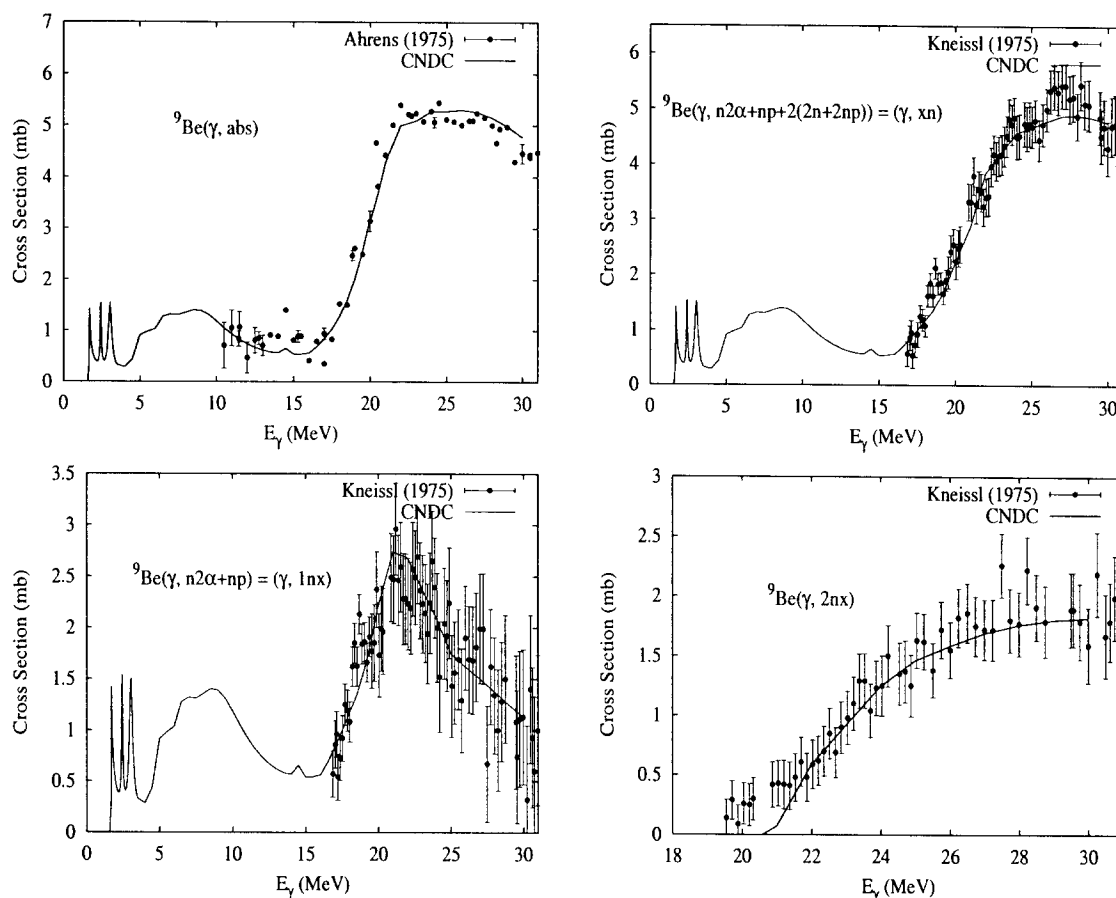 Ahrens (1975)
CNDC
⁹Be(γ, abs)
Cross Section (mb)
7
6
5
4
3
2
1
0
0 5 10 15 20 25 30
E_γ (MeV)
Kneissl (1975)
CNDC
⁹Be(γ, n2α+np+2(2n+2np)) = (γ, xn)
Cross Section (mb)
6
5
4
3
2
1
0
0 5 10 15 20 25 30
E_γ (MeV)
Kneissl (1975)
CNDC
⁹Be(γ, n2α+np) = (γ, 1nx)
Cross Section (mb)
3.5
3
2.5
2
1.5
1
0.5
0
0 5 10 15 20 25 30
E_γ (MeV)
Kneissl (1975)
CNDC
⁹Be(γ, 2nx)
Cross Section (mb)
3
2.5
2
1.5
1
0.5
0
18 20 22 24 26 28 30
E_γ (MeV)